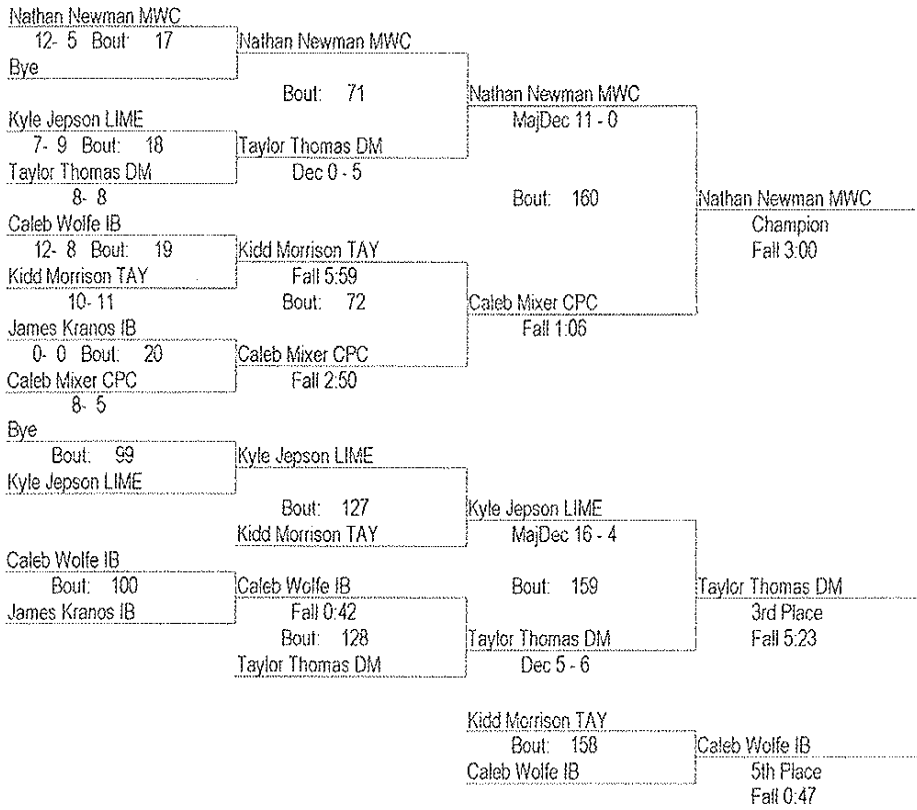 Nathan Newman MWC
12- 5 Bout: 17
Nathan Newman MWC
Bye
Bout: 71
Nathan Newman MWC
Kyle Jepson LIME
MajDec 11 - 0
7- 9 Bout: 18
Taylor Thomas DM
Taylor Thomas DM
Dec 0 - 5
8- 8
Bout: 160
Nathan Newman MWC
Caleb Wolfe IB
Champion
12- 8 Bout: 19
Kidd Morrison TAY
Fall 3:00
Kidd Morrison TAY
Fall 5:59
10- 11
Bout: 72
Caleb Mixer CPC
James Kranos IB
Fall 1:06
0- 0 Bout: 20
Caleb Mixer CPC
Caleb Mixer CPC
Fall 2:50
8- 5
Bye
Bout: 99
Kyle Jepson LIME
Kyle Jepson LIME
Bout: 127
Kyle Jepson LIME
Kidd Morrison TAY
MajDec 16 - 4
Caleb Wolfe IB
Bout: 100
Caleb Wolfe IB
Bout: 159
Taylor Thomas DM
James Kranos IB
Fall 0:42
3rd Place
Bout: 128
Taylor Thomas DM
Fall 5:23
Taylor Thomas DM
Dec 5 - 6
Kidd Morrison TAY
Bout: 158
Caleb Wolfe IB
Caleb Wolfe IB
5th Place
Fall 0:47